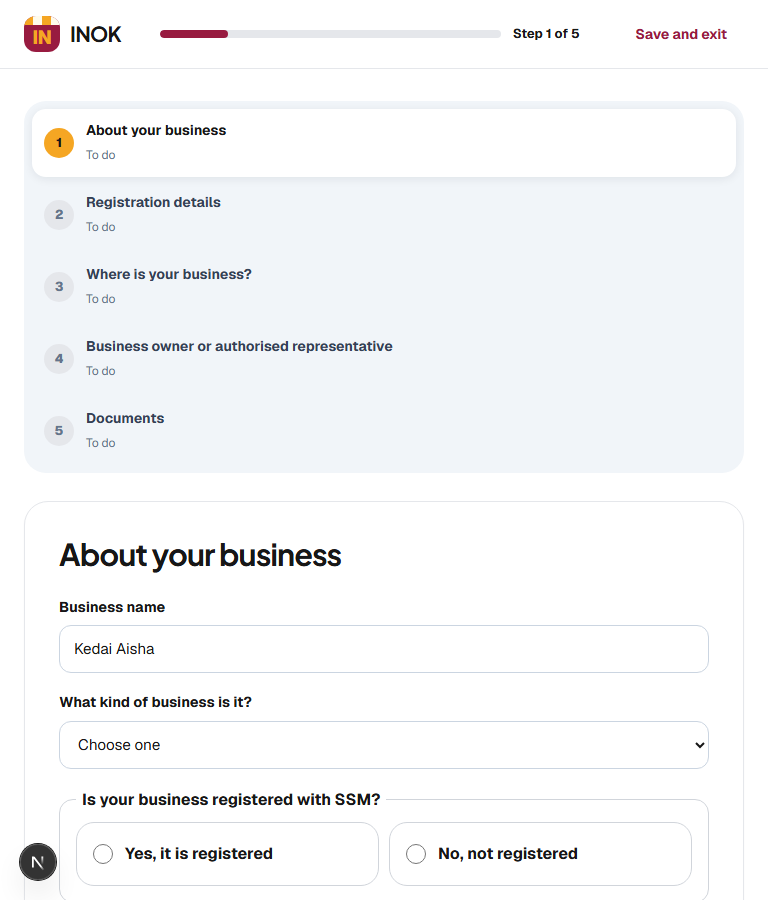 IN
INOK
Step 1 of 5
Save and exit
1
About your business
To do
2
Registration details
To do
3
Where is your business?
To do
4
Business owner or authorised representative
To do
5
Documents
To do
About your business
Business name
Kedai Aisha
What kind of business is it?
Choose one
Is your business registered with SSM?
Yes, it is registered
No, not registered
N